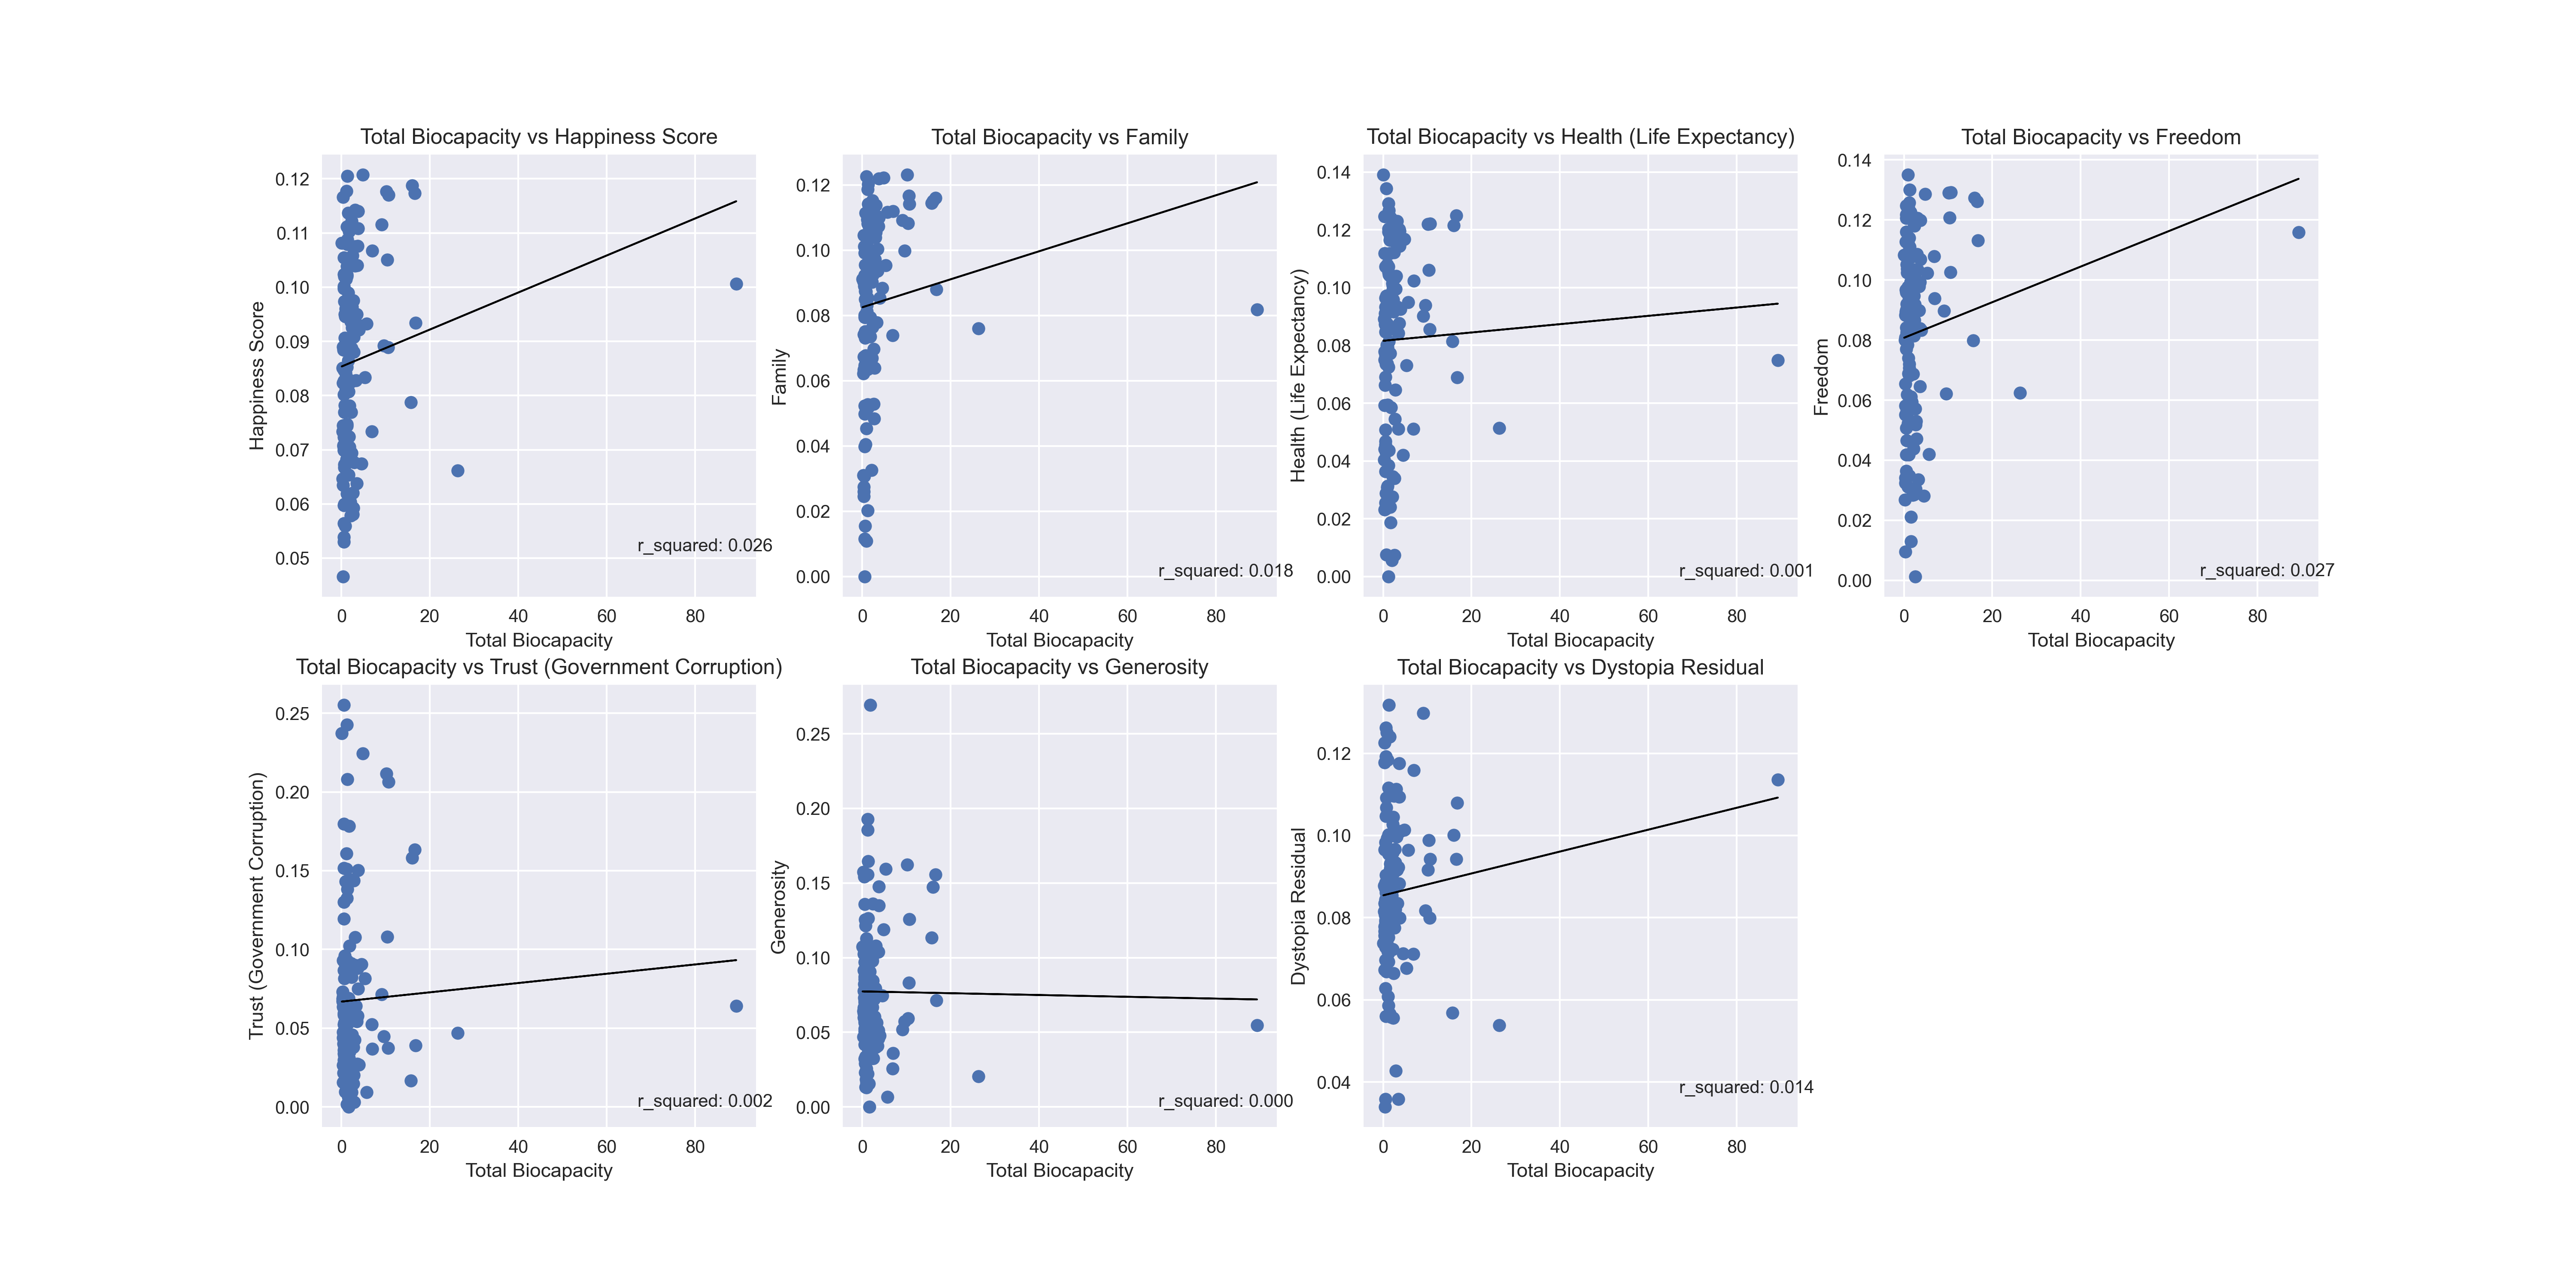 Total Biocapacity vs Happiness Score
0.12
0.11
0.10
0.09
0.08
0.07
0.06
0.05
Happiness Score
r_squared: 0.026
0 20 40 60 80
Total Biocapacity
Total Biocapacity vs Family
0.12
0.10
0.08
0.06
0.04
0.02
0.00
Family
r_squared: 0.018
0 20 40 60 80
Total Biocapacity
Total Biocapacity vs Health (Life Expectancy)
0.14
0.12
0.10
0.08
0.06
0.04
0.02
0.00
Health (Life Expectancy)
r_squared: 0.001
0 20 40 60 80
Total Biocapacity
Total Biocapacity vs Freedom
0.14
0.12
0.10
0.08
0.06
0.04
0.02
0.00
Freedom
r_squared: 0.027
0 20 40 60 80
Total Biocapacity
Total Biocapacity vs Trust (Government Corruption)
0.25
0.20
0.15
0.10
0.05
0.00
Trust (Government Corruption)
r_squared: 0.002
0 20 40 60 80
Total Biocapacity
Total Biocapacity vs Generosity
0.25
0.20
0.15
0.10
0.05
0.00
Generosity
r_squared: 0.000
0 20 40 60 80
Total Biocapacity
Total Biocapacity vs Dystopia Residual
0.12
0.10
0.08
0.06
0.04
Dystopia Residual
r_squared: 0.014
0 20 40 60 80
Total Biocapacity